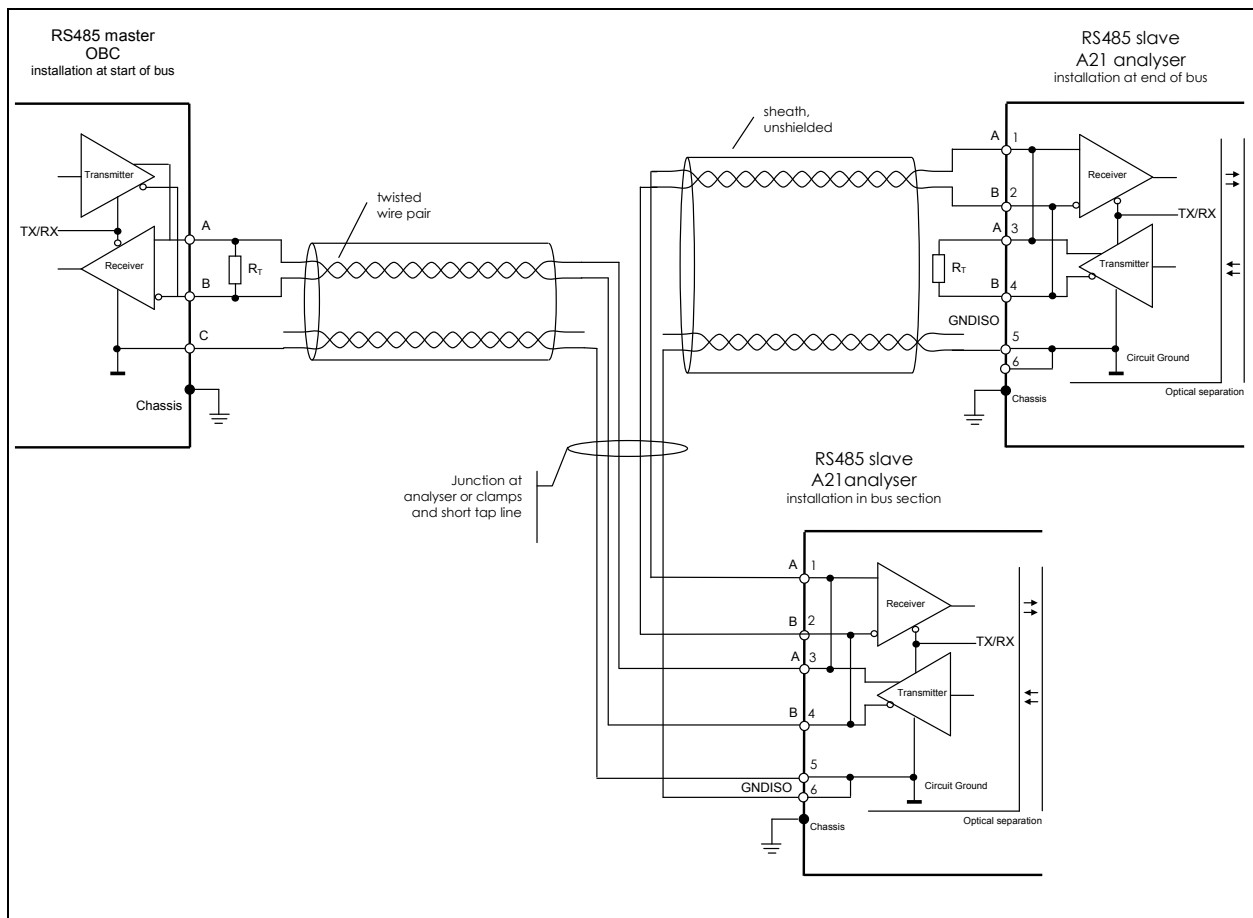 RS485 master
OBC
installation at start of bus
Transmitter
TX/RX
Receiver
A
B
C
R_T
Chassis
twisted
wire pair
sheath,
unshielded
RS485 slave
A21 analyser
installation at end of bus
A 1
B 2
A 3
B 4
R_T
GNDISO
5
6
Receiver
TX/RX
Transmitter
Circuit Ground
Optical separation
Chassis
Junction at
analyser or clamps
and short tap line
RS485 slave
A21analyser
installation in bus section
A 1
B 2
A 3
B 4
5
GNDISO 6
Receiver
TX/RX
Transmitter
Circuit Ground
Optical separation
Chassis